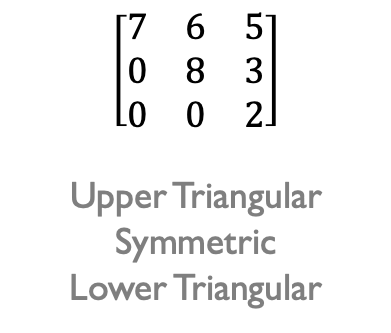 7 6 5
0 8 3
0 0 2
Upper Triangular
Symmetric
Lower Triangular